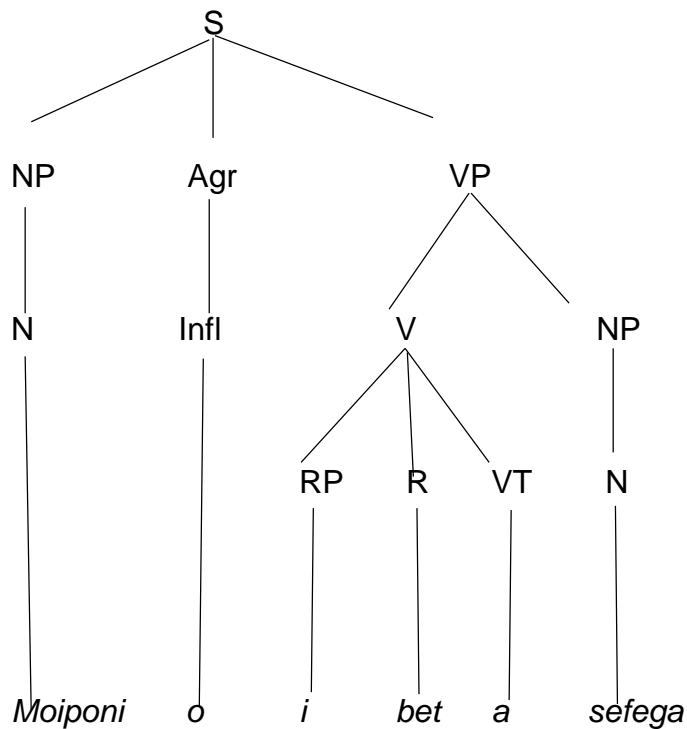 S
NP Agr VP
N Infl V NP
RP R VT N
Moiponi o i bet a sefega